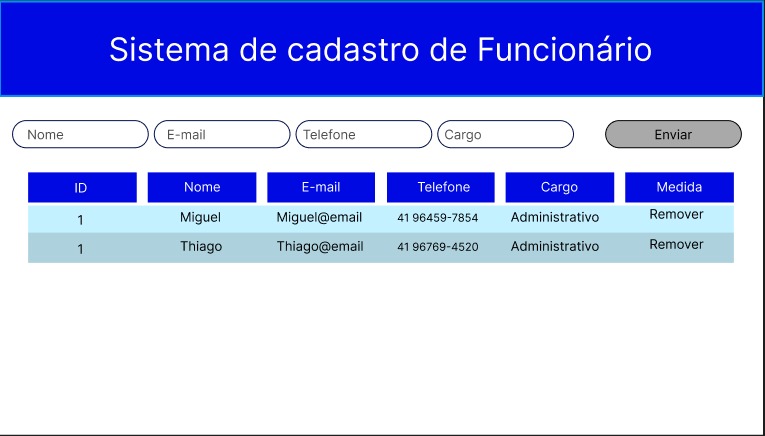 Sistema de cadastro de Funcionário
Nome E-mail Telefone Cargo Enviar
ID Nome E-mail Telefone Cargo Medida
1 Miguel Miguel@email 41 96459-7854 Administrativo Remover
1 Thiago Thiago@email 41 96769-4520 Administrativo Remover